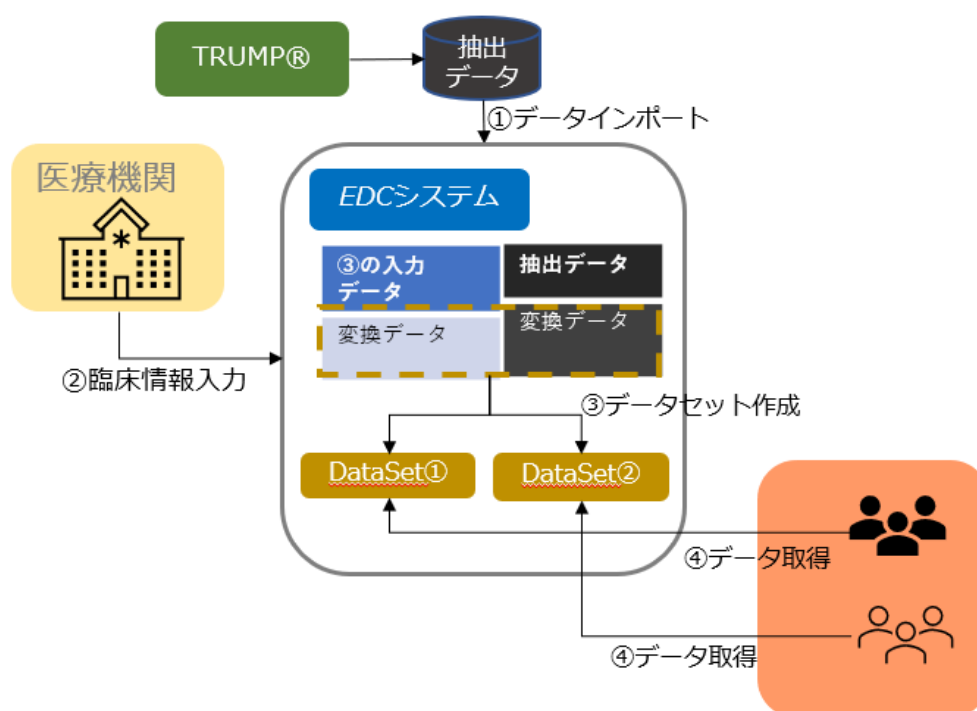 TRUMP®
抽出
データ
①データインポート
医療機関
EDCシステム
③の入力
データ
抽出データ
変換データ
変換データ
②臨床情報入力
③データセット作成
DataSet①
DataSet②
④データ取得
④データ取得